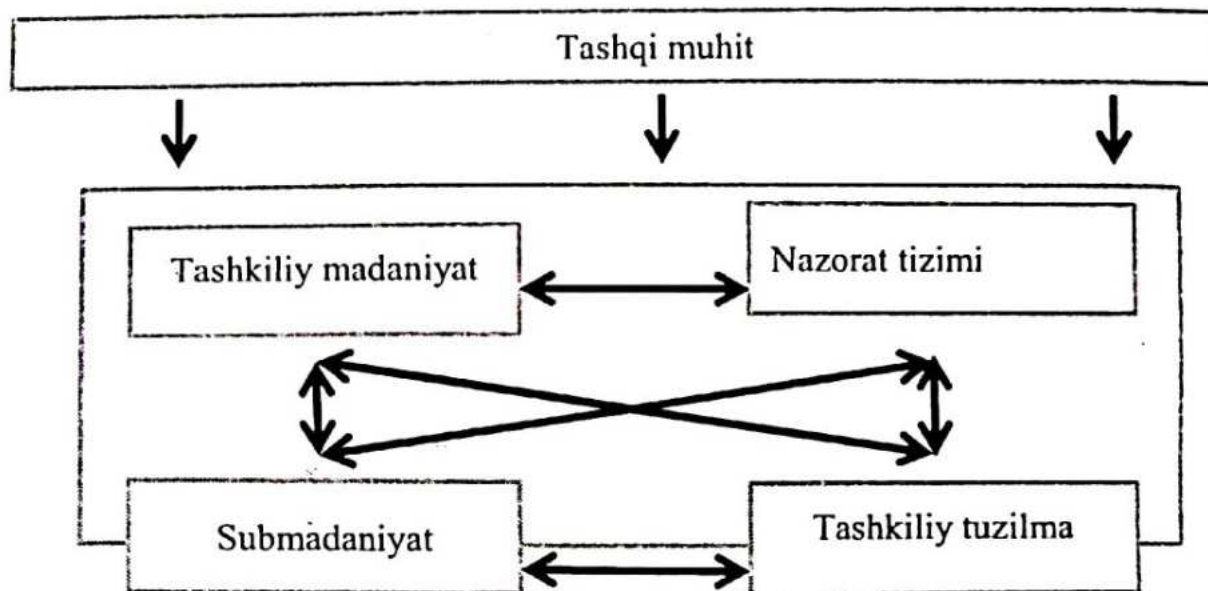 Tashqi muhit
Tashkiliy madaniyat
Nazorat tizimi
Submadaniyat
Tashkiliy tuzilma